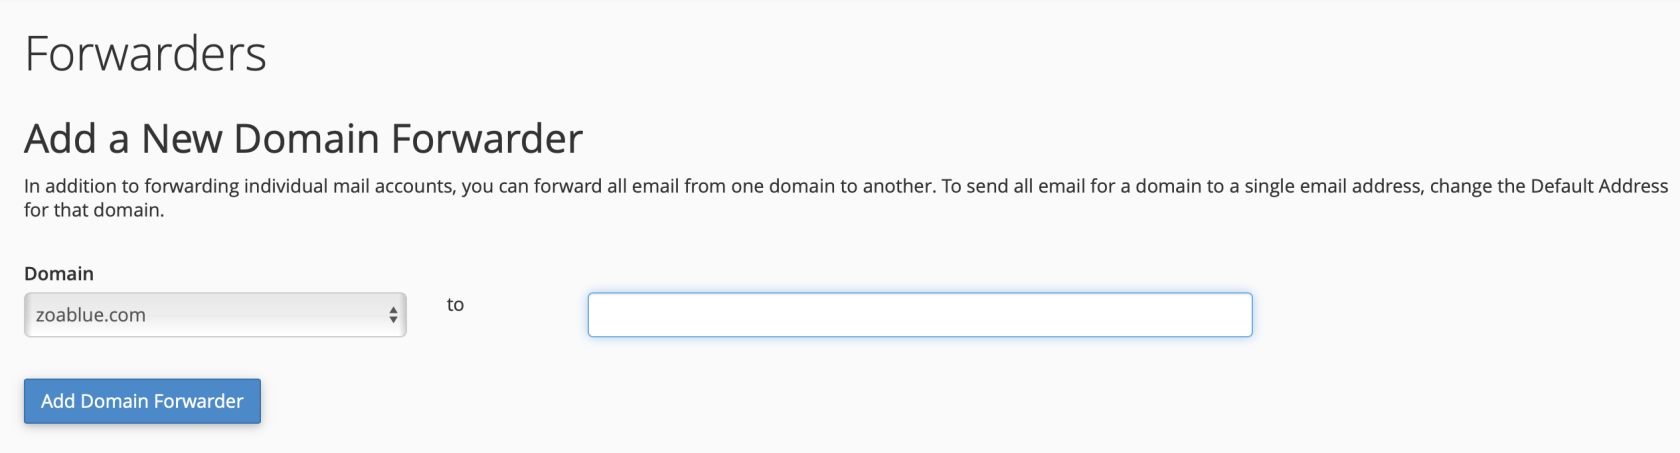 Forwarders
Add a New Domain Forwarder
In addition to forwarding individual mail accounts, you can forward all email from one domain to another. To send all email for a domain to a single email address, change the Default Address
for that domain.
Domain
zoablue.com
to
Add Domain Forwarder